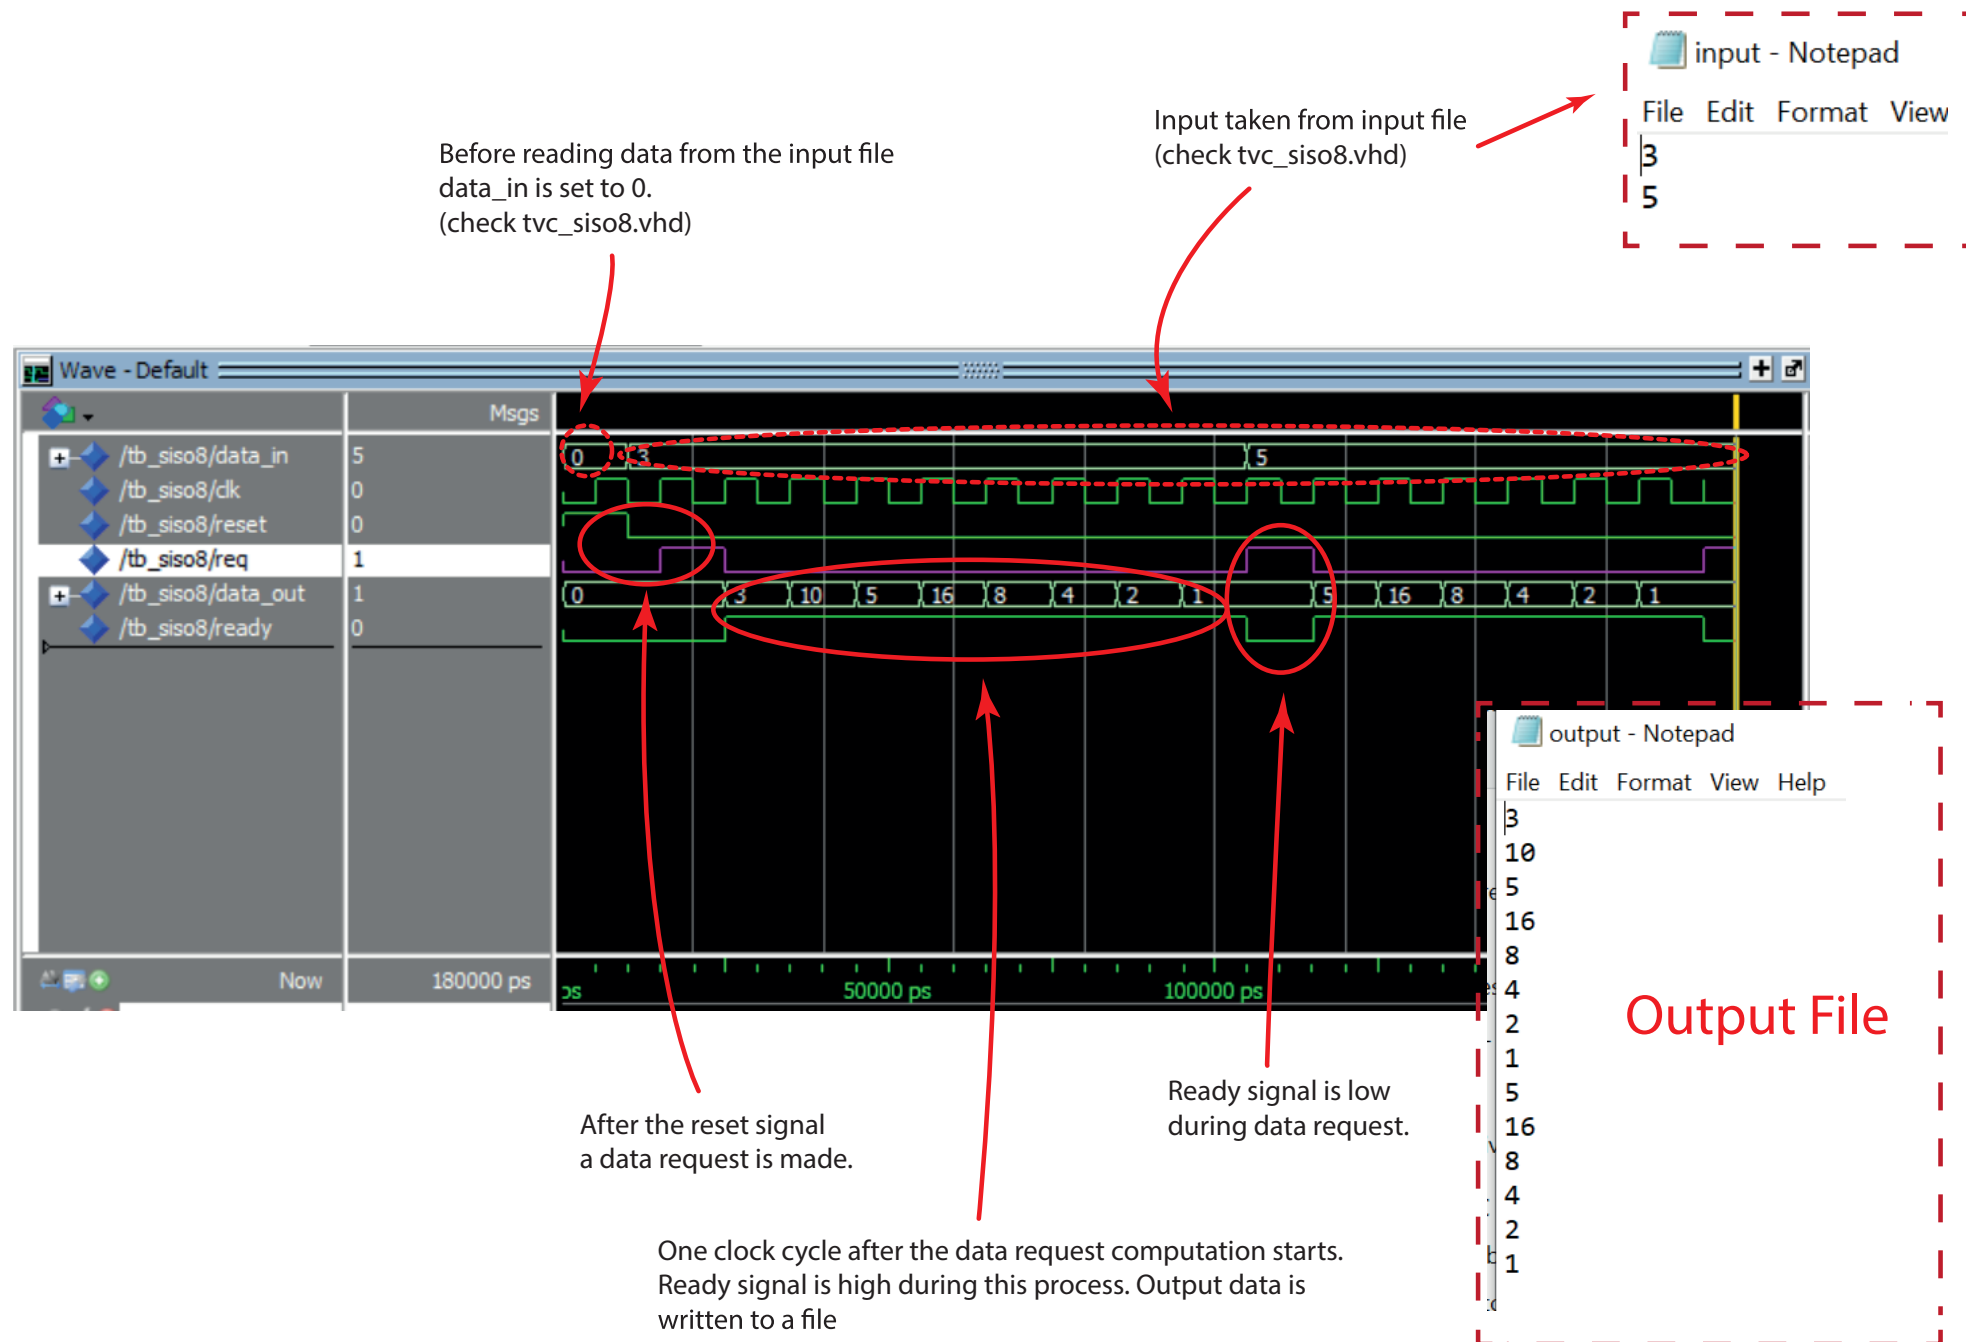 input - Notepad
File Edit Format View
3
5
Input taken from input file
(check tvc_siso8.vhd)
Before reading data from the input file
data_in is set to 0.
(check tvc_siso8.vhd)
Wave - Default
Msgs
/tb_siso8/data_in 5 0 3 5
/tb_siso8/clk 0
/tb_siso8/reset 0
/tb_siso8/req 1
/tb_siso8/data_out 1 0 3 10 5 16 8 4 2 1 5 16 8 4 2 1
/tb_siso8/ready 0
Now 180000 ps ps 50000 ps 100000 ps
output - Notepad
File Edit Format View Help
3
10
5
16
8
4
2
1
5
16
8
4
2
1
Output File
After the reset signal
a data request is made.
Ready signal is low
during data request.
One clock cycle after the data request computation starts.
Ready signal is high during this process. Output data is
written to a file